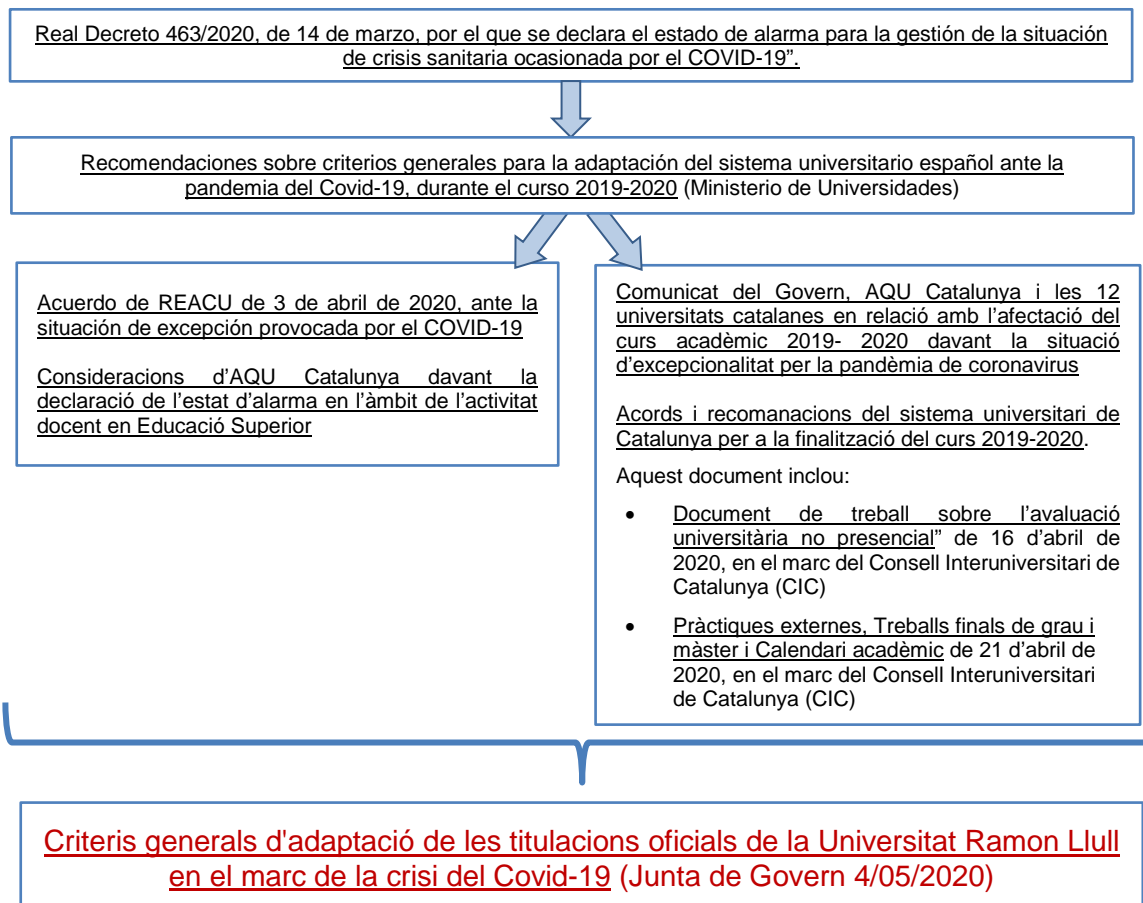 Real Decreto 463/2020, de 14 de marzo, por el que se declara el estado de alarma para la gestión de la situación
de crisis sanitaria ocasionada por el COVID-19”.
Recomendaciones sobre criterios generales para la adaptación del sistema universitario español ante la
pandemia del Covid-19, durante el curso 2019-2020 (Ministerio de Universidades)
Acuerdo de REACU de 3 de abril de 2020, ante la
situación de excepción provocada por el COVID-19
Consideracions d’AQU Catalunya davant la
declaració de l’estat d’alarma en l’àmbit de l’activitat
docent en Educació Superior
Comunicat del Govern, AQU Catalunya i les 12
universitats catalanes en relació amb l’afectació del
curs acadèmic 2019- 2020 davant la situació
d’excepcionalitat per la pandèmia de coronavirus
Acords i recomanacions del sistema universitari de
Catalunya per a la finalització del curs 2019-2020.
Aquest document inclou:
• Document de treball sobre l’avaluació
universitària no presencial” de 16 d’abril de
2020, en el marc del Consell Interuniversitari de
Catalunya (CIC)
• Pràctiques externes, Treballs finals de grau i
màster i Calendari acadèmic de 21 d’abril de
2020, en el marc del Consell Interuniversitari
de Catalunya (CIC)
Criteris generals d'adaptació de les titulacions oficials de la Universitat Ramon Llull
en el marc de la crisi del Covid-19 (Junta de Govern 4/05/2020)